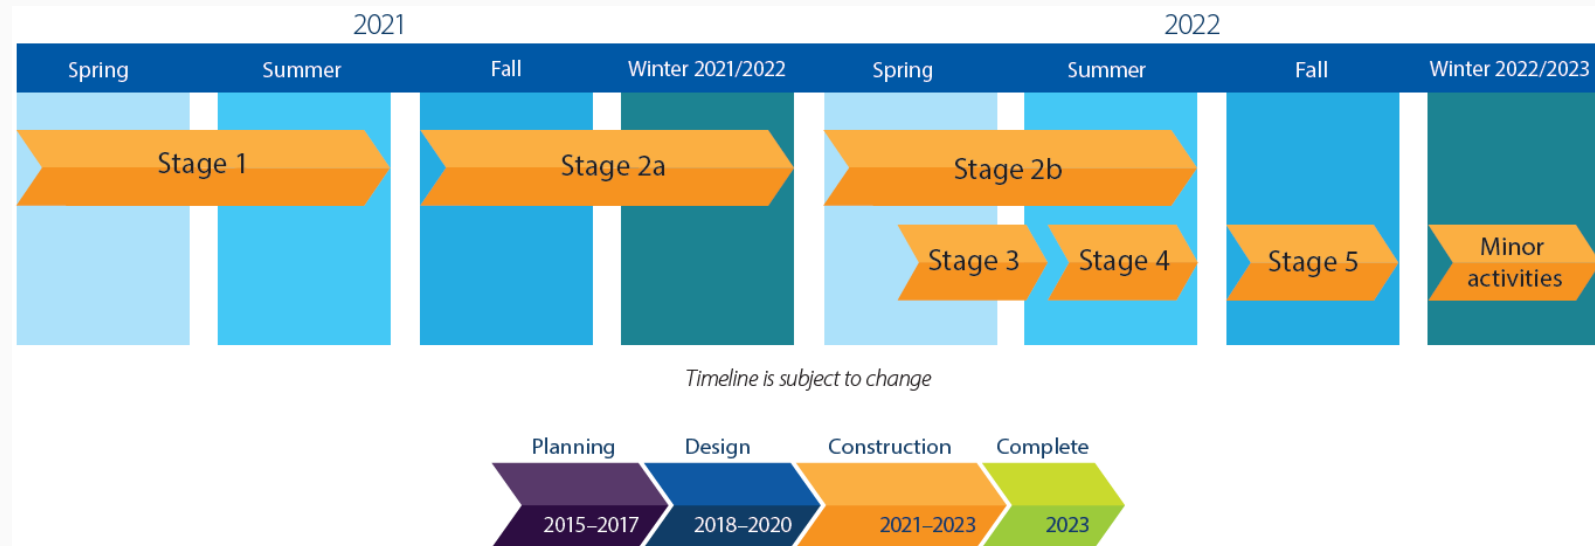 2021
2022
Spring
Summer
Fall
Winter 2021/2022
Spring
Summer
Fall
Winter 2022/2023
Stage 1
Stage 2a
Stage 2b
Stage 3
Stage 4
Stage 5
Minor
activities
Timeline is subject to change
Planning
Design
Construction
Complete
2015–2017
2018–2020
2021–2023
2023